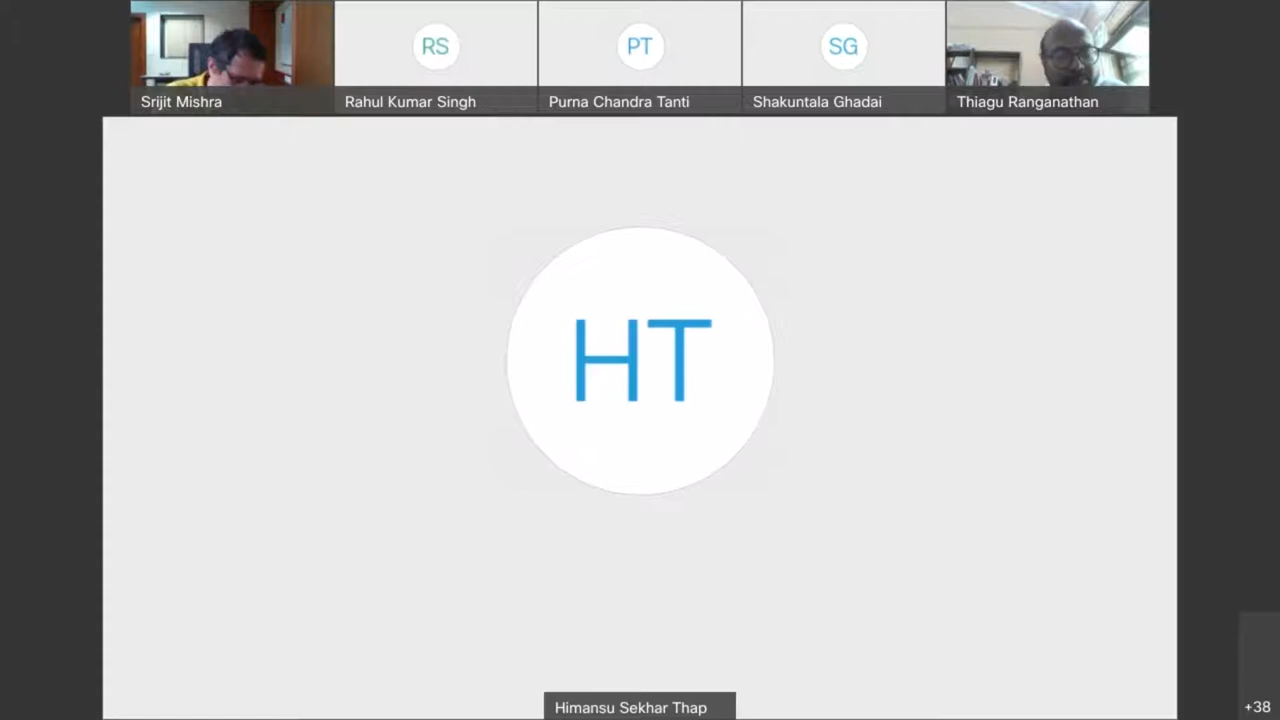 RS
PT
SG
Srijit Mishra
Rahul Kumar Singh
Purna Chandra Tanti
Shakuntala Ghadai
Thiagu Ranganathan
HT
Himansu Sekhar Thap
+38